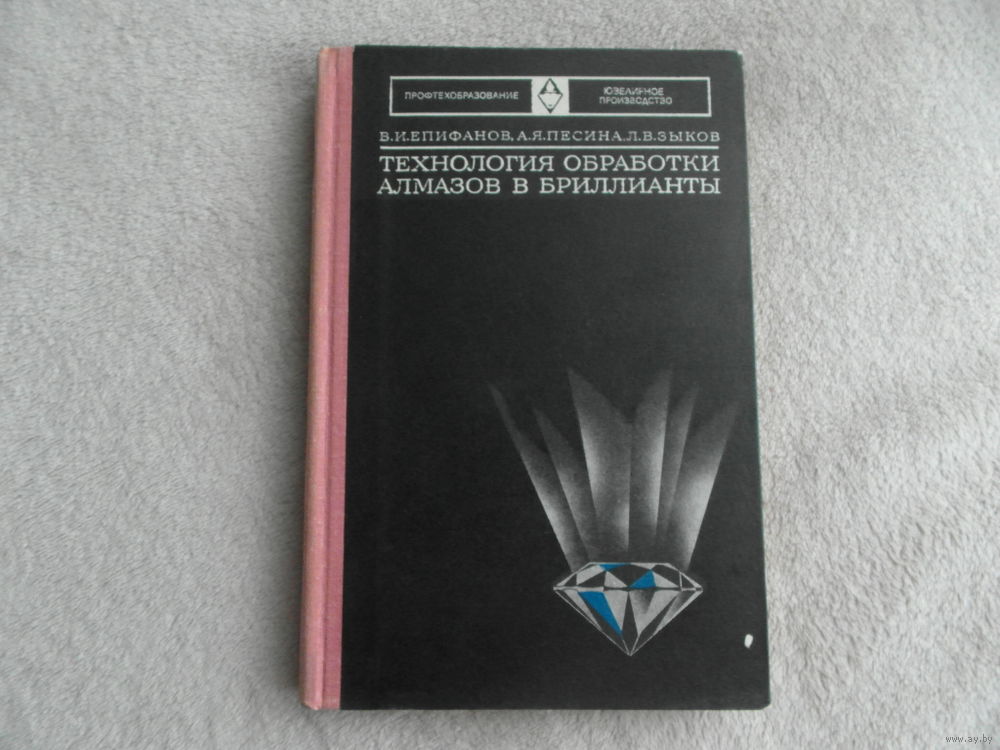 ПРОФТЕХОБРАЗОВАНИЕ
ЮВЕЛИРНОЕ
ПРОИЗВОДСТВО
В.И.ЕПИФАНОВ, А.Я.ПЕСИНА, Л.В.ЗЫКОВ
ТЕХНОЛОГИЯ ОБРАБОТКИ
АЛМАЗОВ В БРИЛЛИАНТЫ
www.ay.by